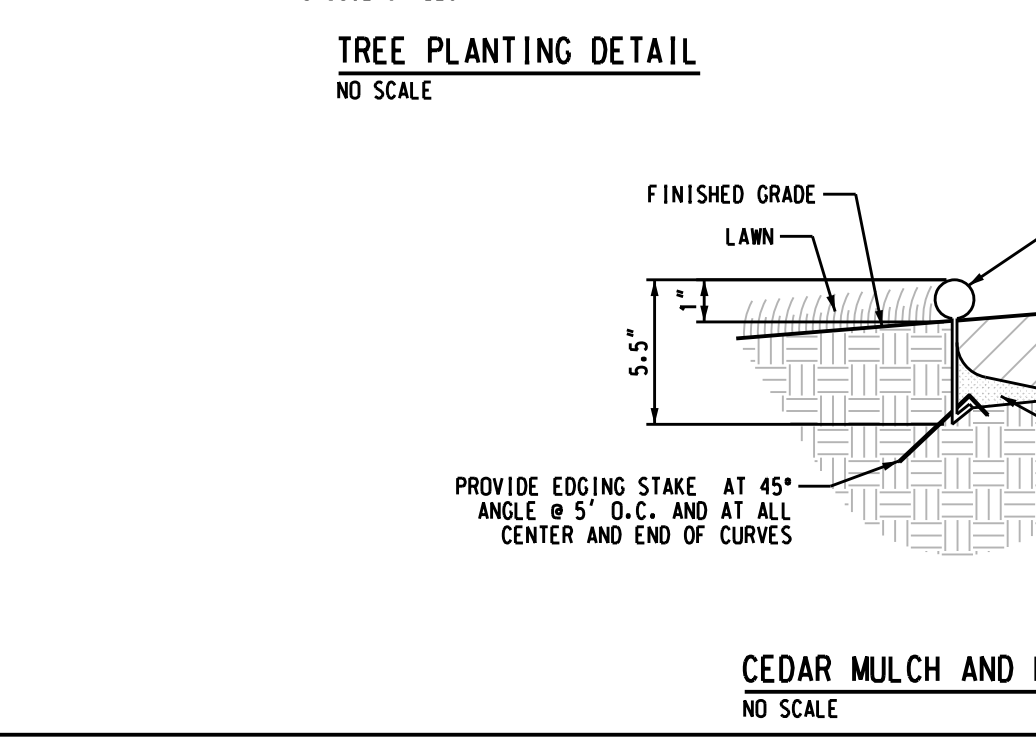 TREE PLANTING DETAIL
NO SCALE
FINISHED GRADE
LAWN
1"
5.5"
PROVIDE EDGING STAKE AT 45°
ANGLE @ 5' O.C. AND AT ALL
CENTER AND END OF CURVES
CEDAR MULCH AND
NO SCALE